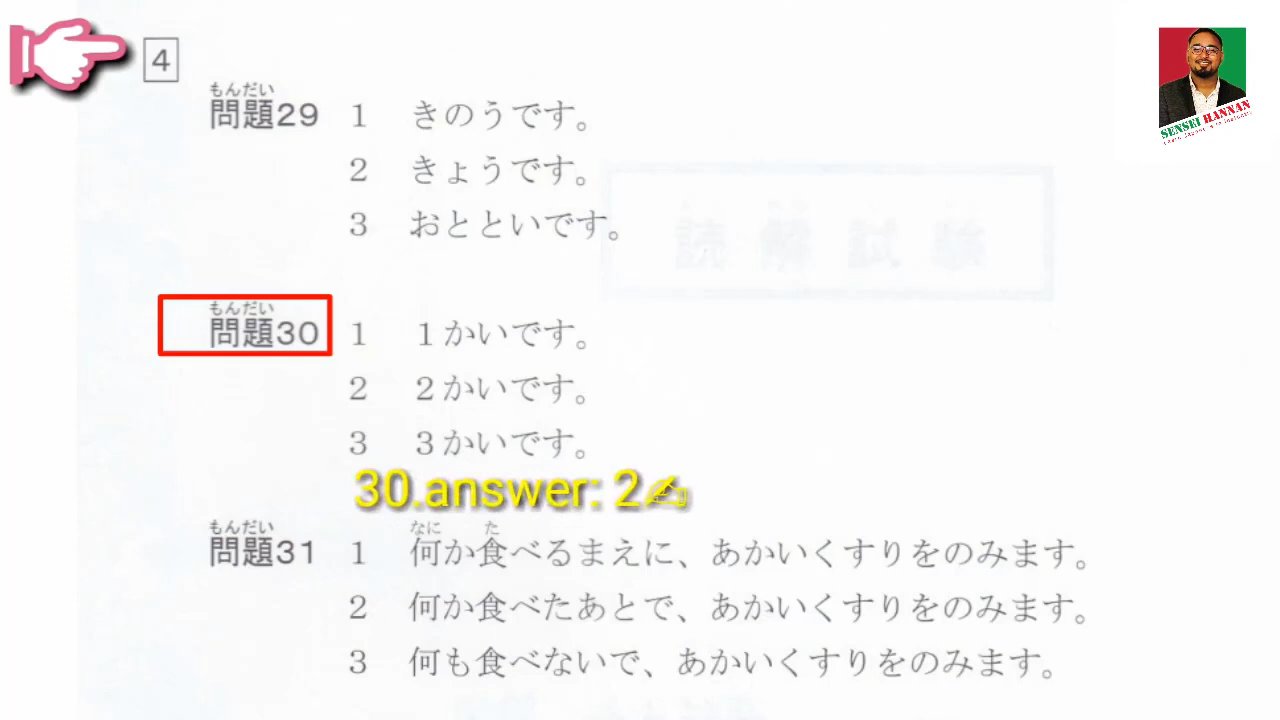 4
もんだい
問題29 1 きのうです。
2 きょうです。
3 おとといです。
読解試験
もんだい
問題30 1 1かいです。
2 2かいです。
3 3かいです。
30.answer: 2✍
もんだい なに た
問題31 1 何か食べるまえに、あかいくすりをのみます。
2 何か食べたあとで、あかいくすりをのみます。
3 何も食べないで、あかいくすりをのみます。
SENSEI HANNAN